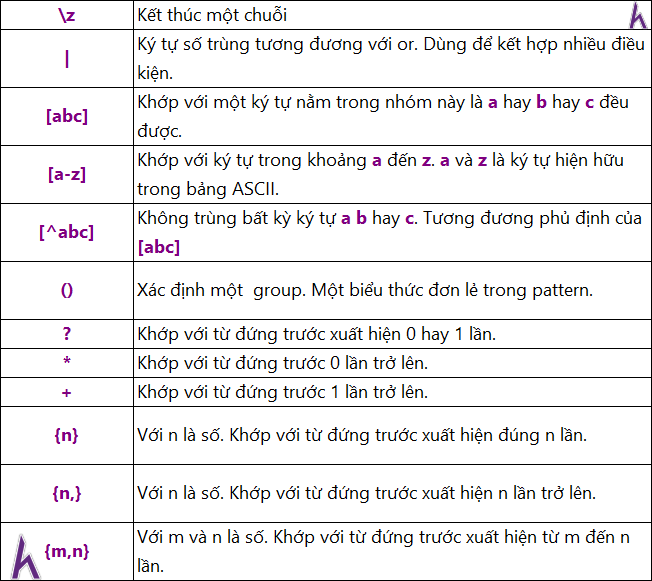 \z Kết thúc một chuỗi
| Ký tự số trùng tương đương với or. Dùng để kết hợp nhiều điều
kiện.
[abc] Khớp với một ký tự nằm trong nhóm này là a hay b hay c đều
được.
[a-z] Khớp với ký tự trong khoảng a đến z. a và z là ký tự hiện hữu
trong bảng ASCII.
[^abc] Không trùng bất kỳ ký tự a b hay c. Tương đương phủ định của
[abc]
() Xác định một  group. Một biểu thức đơn lẻ trong pattern.
? Khớp với từ đứng trước xuất hiện 0 hay 1 lần.
* Khớp với từ đứng trước 0 lần trở lên.
+ Khớp với từ đứng trước 1 lần trở lên.
{n} Với n là số. Khớp với từ đứng trước xuất hiện đúng n lần.
{n,} Với n là số. Khớp với từ đứng trước xuất hiện n lần trở lên.
{m,n} Với m và n là số. Khớp với từ đứng trước xuất hiện từ m đến n
lần.